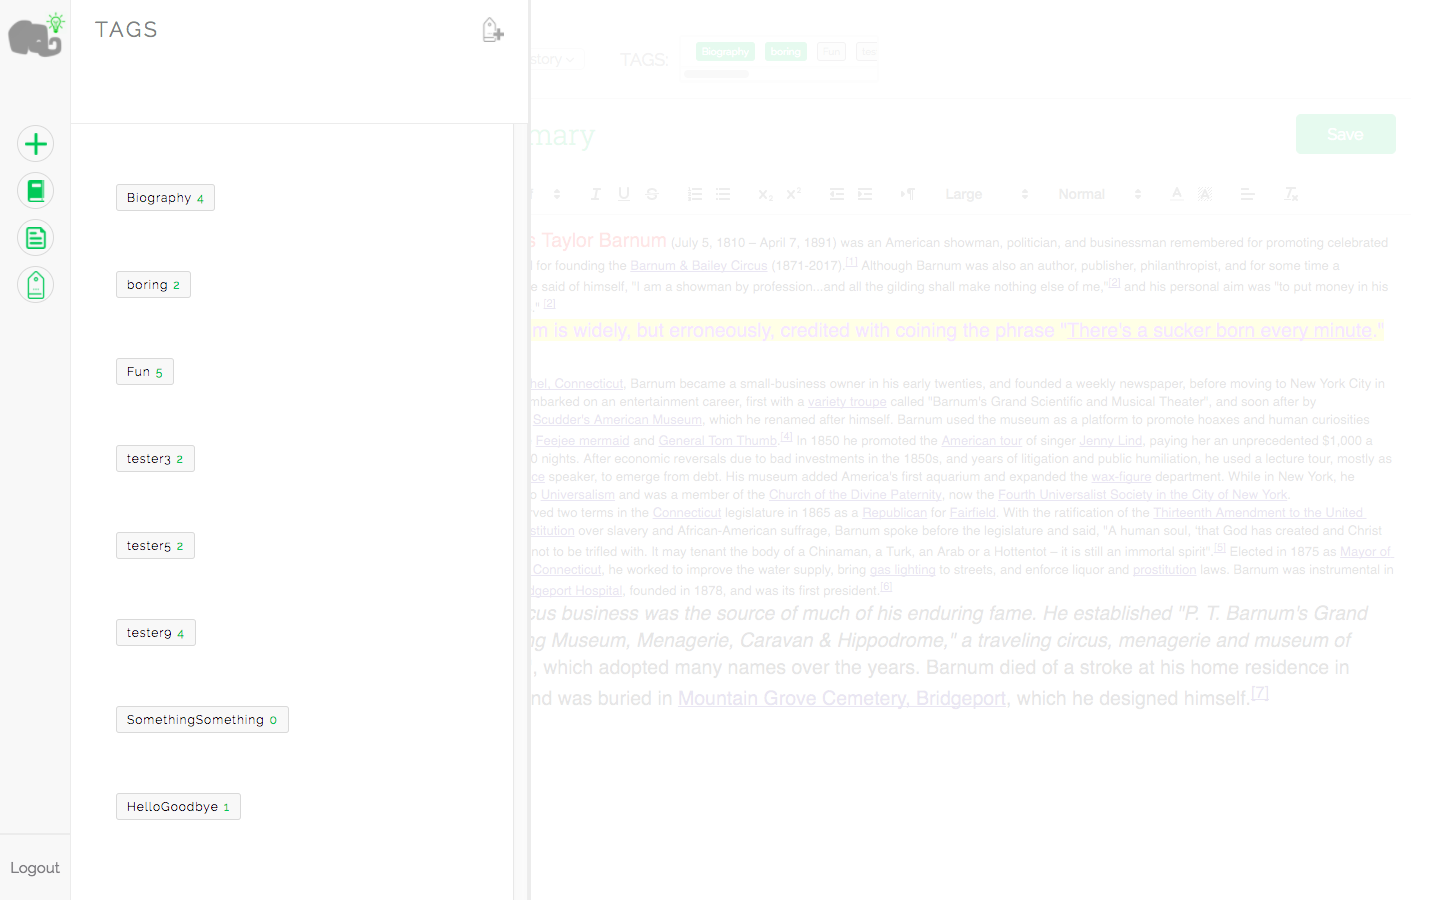 TAGS
Biography 4
boring 2
Fun 5
tester3 2
tester5 2
tester9 4
SomethingSomething 0
HelloGoodbye 1
Logout
story
TAGS:
Biography
boring
Fun
mary
Save
Large
Normal
s Taylor Barnum (July 5, 1810 – April 7, 1891) was an American showman, politician, and businessman remembered for promoting celebrated
d for founding the Barnum & Bailey Circus (1871-2017).[1] Although Barnum was also an author, publisher, philanthropist, and for some time a
e said of himself, "I am a showman by profession...and all the gilding shall make nothing else of me,"[2] and his personal aim was "to put money in his
." [2]
m is widely, but erroneously, credited with coining the phrase "There's a sucker born every minute."
hel, Connecticut, Barnum became a small-business owner in his early twenties, and founded a weekly newspaper, before moving to New York City in
mbarked on an entertainment career, first with a variety troupe called "Barnum's Grand Scientific and Musical Theater", and soon after by
Scudder's American Museum, which he renamed after himself. Barnum used the museum as a platform to promote hoaxes and human curiosities
Feejee mermaid and General Tom Thumb.[4] In 1850 he promoted the American tour of singer Jenny Lind, paying her an unprecedented $1,000 a
0 nights. After economic reversals due to bad investments in the 1850s, and years of litigation and public humiliation, he used a lecture tour, mostly as
ce speaker, to emerge from debt. His museum added America's first aquarium and expanded the wax-figure department. While in New York, he
o Universalism and was a member of the Church of the Divine Paternity, now the Fourth Universalist Society in the City of New York.
rved two terms in the Connecticut legislature in 1865 as a Republican for Fairfield. With the ratification of the Thirteenth Amendment to the United
stitution over slavery and African-American suffrage, Barnum spoke before the legislature and said, "A human soul, 'that God has created and Christ
not to be trifled with. It may tenant the body of a Chinaman, a Turk, an Arab or a Hottentot – it is still an immortal spirit".[5] Elected in 1875 as Mayor of
Connecticut, he worked to improve the water supply, bring gas lighting to streets, and enforce liquor and prostitution laws. Barnum was instrumental in
dgeport Hospital, founded in 1878, and was its first president.[6]
cus business was the source of much of his enduring fame. He established "P. T. Barnum's Grand
ng Museum, Menagerie, Caravan & Hippodrome," a traveling circus, menagerie and museum of
, which adopted many names over the years. Barnum died of a stroke at his home residence in
nd was buried in Mountain Grove Cemetery, Bridgeport, which he designed himself.[7]